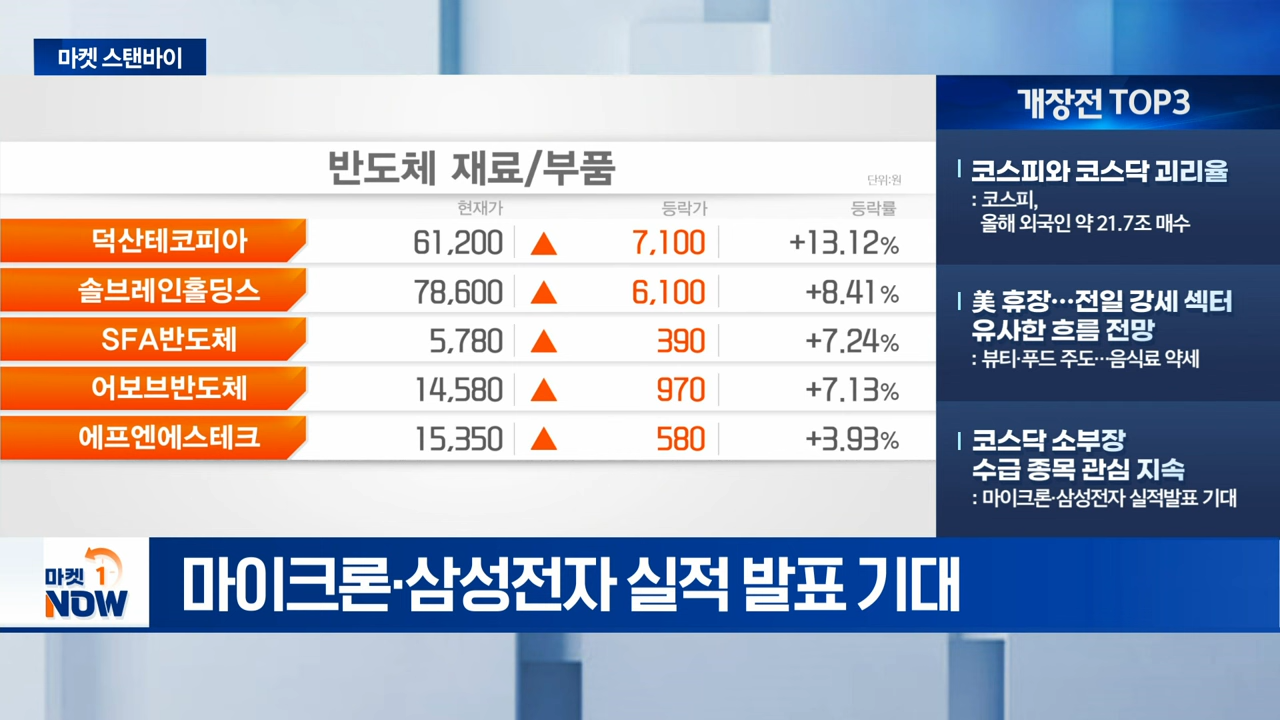 마켓 스탠바이
반도체 재료/부품
단위:원
현재가 등락가 등락률
덕산테코피아 61,200 ▲ 7,100 +13.12%
솔브레인홀딩스 78,600 ▲ 6,100 +8.41%
SFA반도체 5,780 ▲ 390 +7.24%
어보브반도체 14,580 ▲ 970 +7.13%
에프엔에스테크 15,350 ▲ 580 +3.93%
개장전 TOP3
코스피와 코스닥 괴리율
: 코스피,
올해 외국인 약 21.7조 매수
美 휴장…전일 강세 섹터
유사한 흐름 전망
: 뷰티·푸드 주도…음식료 약세
코스닥 소부장
수급 종목 관심 지속
: 마이크론·삼성전자 실적발표 기대
마켓 1
NOW
마이크론·삼성전자 실적 발표 기대